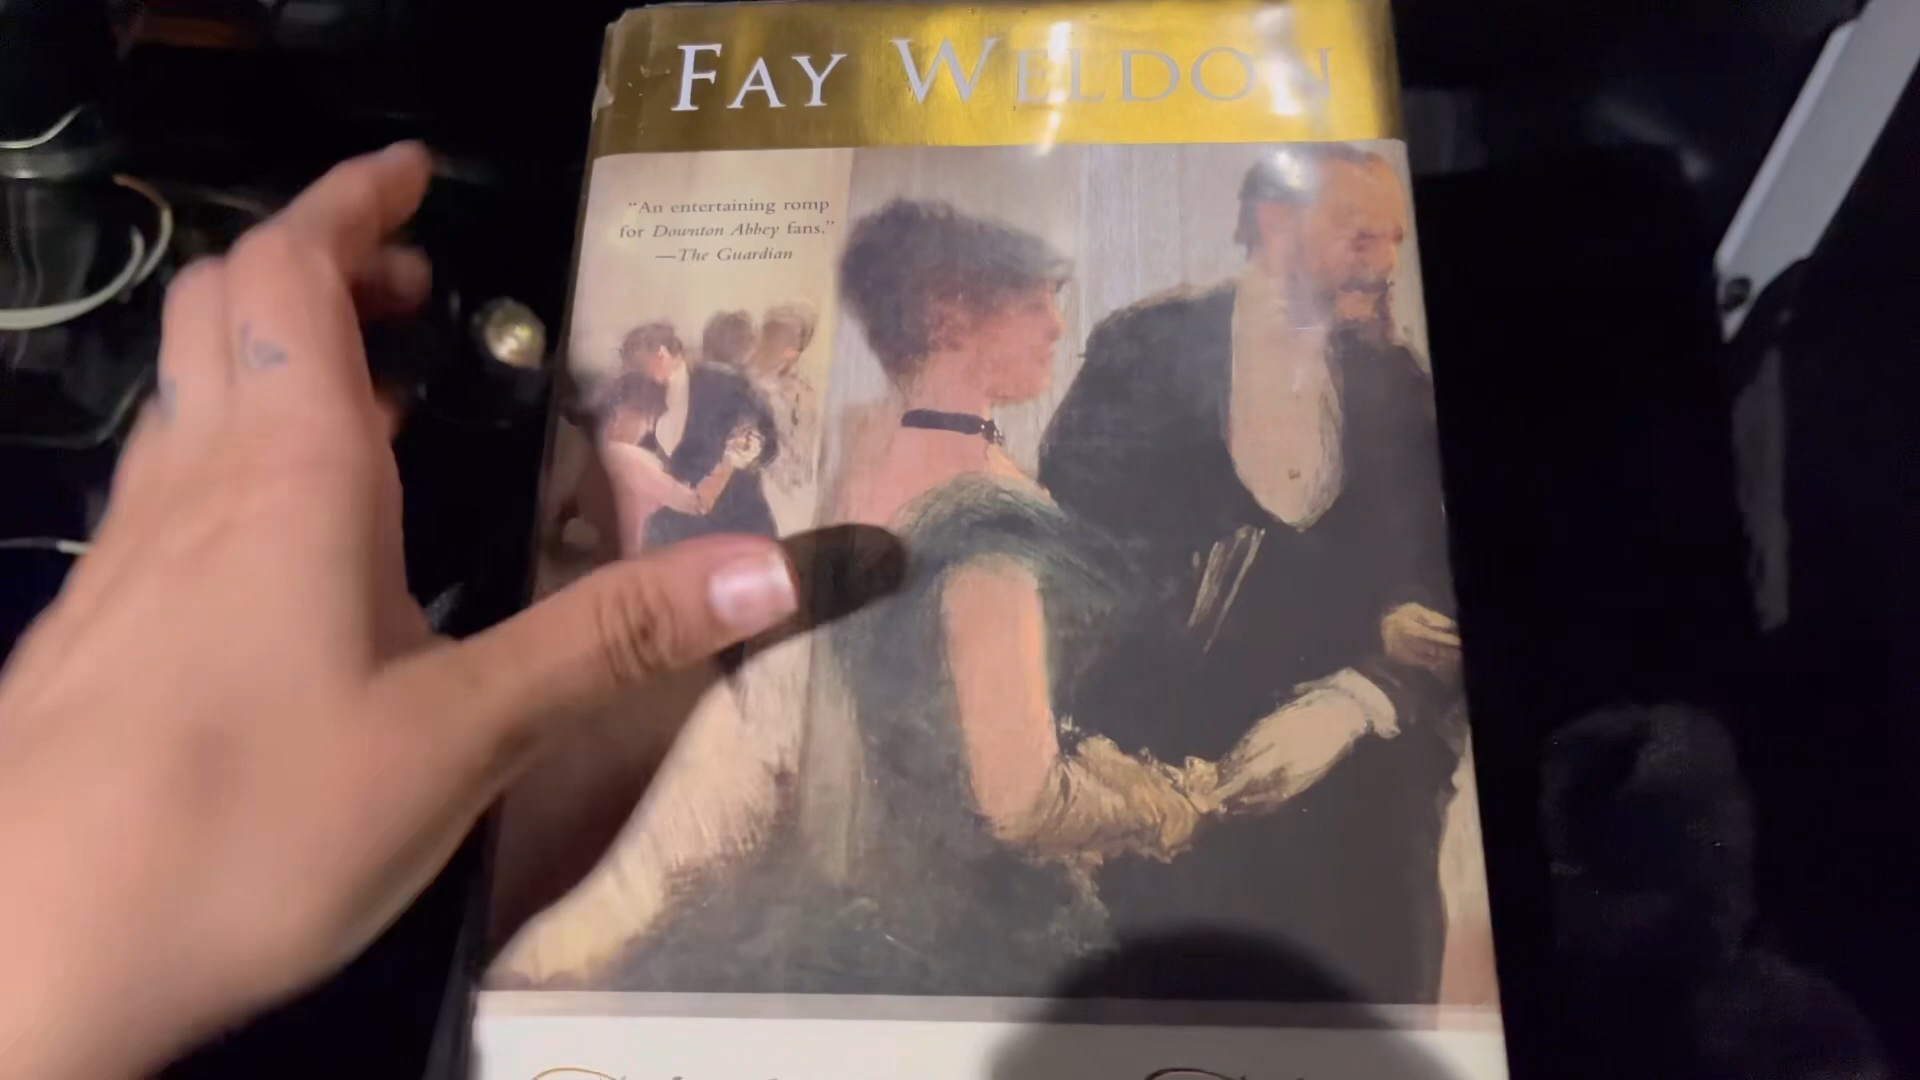 FAY WELDON
“An entertaining romp
for Downton Abbey fans.”
—The Guardian